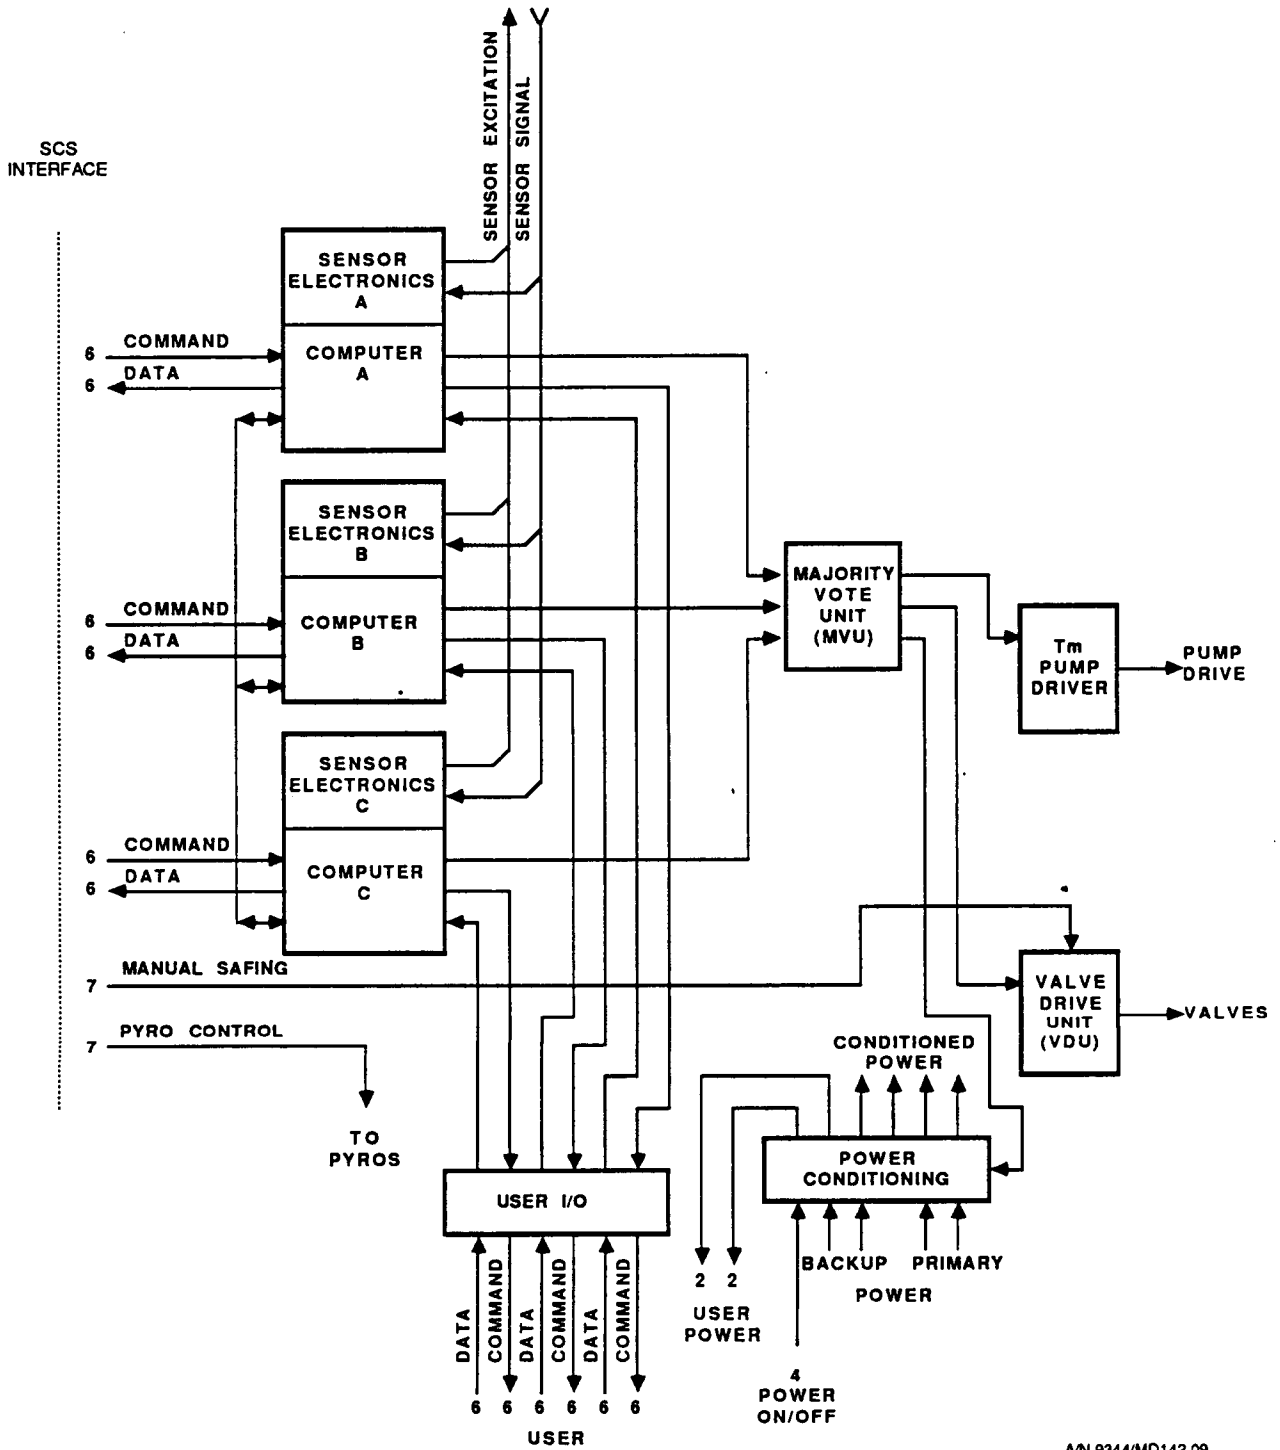 SENSOR EXCITATION
SENSOR SIGNAL
SCS
INTERFACE
SENSOR
ELECTRONICS
A
6 COMMAND
6 DATA
COMPUTER
A
SENSOR
ELECTRONICS
B
6 COMMAND
6 DATA
COMPUTER
B
MAJORITY
VOTE
UNIT
(MVU)
Tm
PUMP
DRIVER
PUMP
DRIVE
SENSOR
ELECTRONICS
C
6 COMMAND
6 DATA
COMPUTER
C
7 MANUAL SAFING
7 PYRO CONTROL
TO
PYROS
VALVE
DRIVE
UNIT
(VDU)
VALVES
CONDITIONED
POWER
POWER
CONDITIONING
USER I/O
BACKUP PRIMARY
POWER
2 2
USER
POWER
4
POWER
ON/OFF
DATA
COMMAND
DATA
COMMAND
DATA
COMMAND
6 6 6 6 6 6
USER
A/N 9344/MD142.09